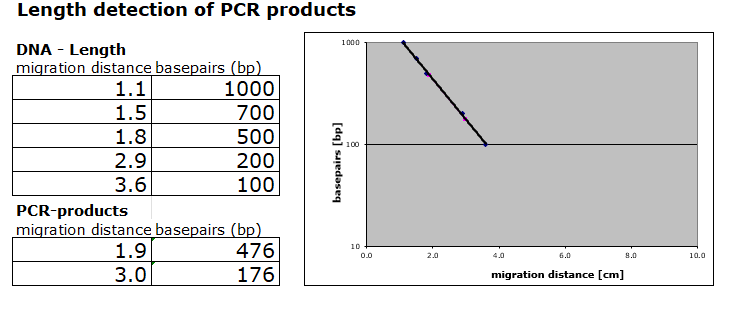 Length detection of PCR products
DNA - Length
migration distance basepairs (bp)
1.1 1000
1.5 700
1.8 500
2.9 200
3.6 100
PCR-products
migration distance basepairs (bp)
1.9 476
3.0 176
basepairs [bp]
1000
100
10
0.0 2.0 4.0 6.0 8.0 10.0
migration distance [cm]